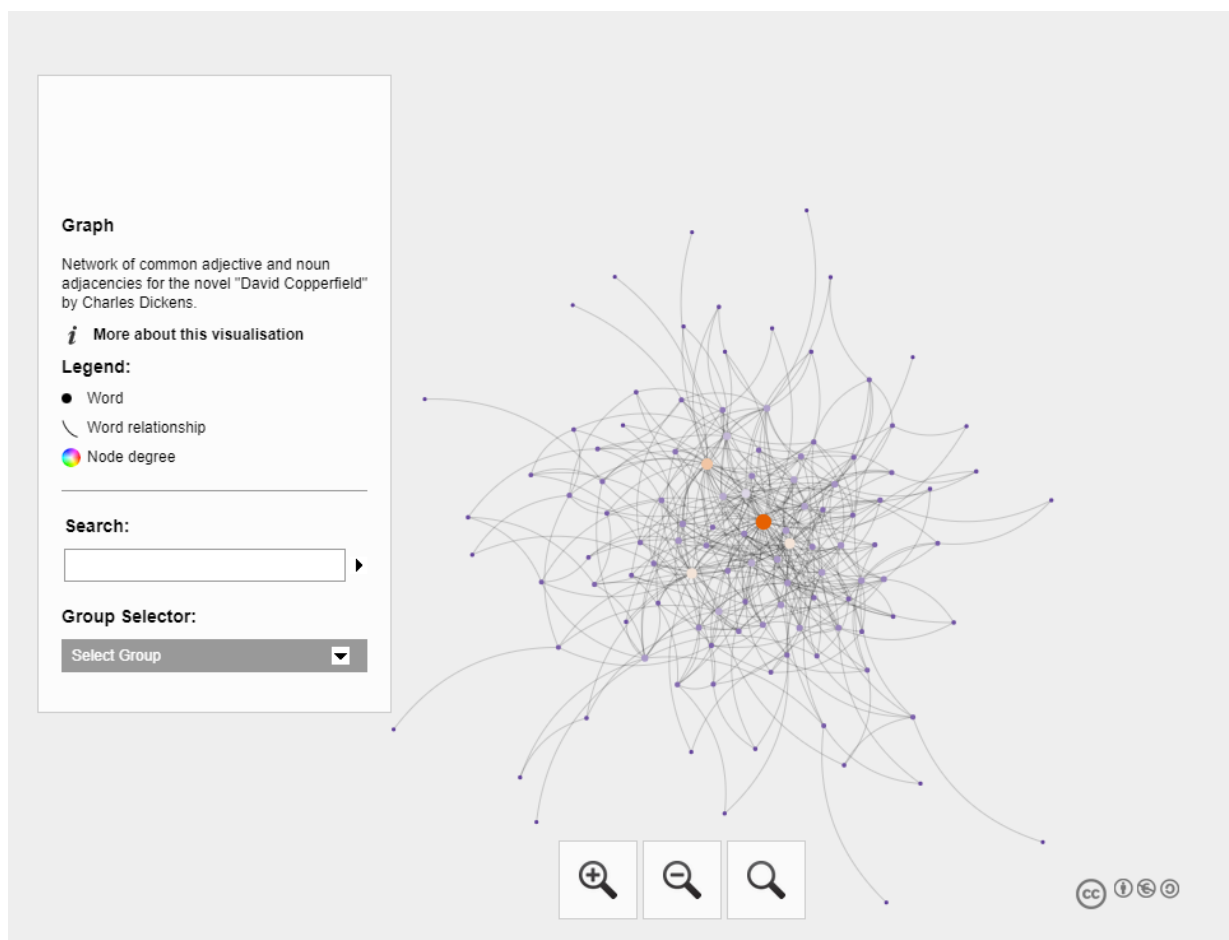 Graph
Network of common adjective and noun
adjacencies for the novel "David Copperfield"
by Charles Dickens.
i More about this visualisation
Legend:
Word
Word relationship
Node degree
Search:
Group Selector:
Select Group
cc